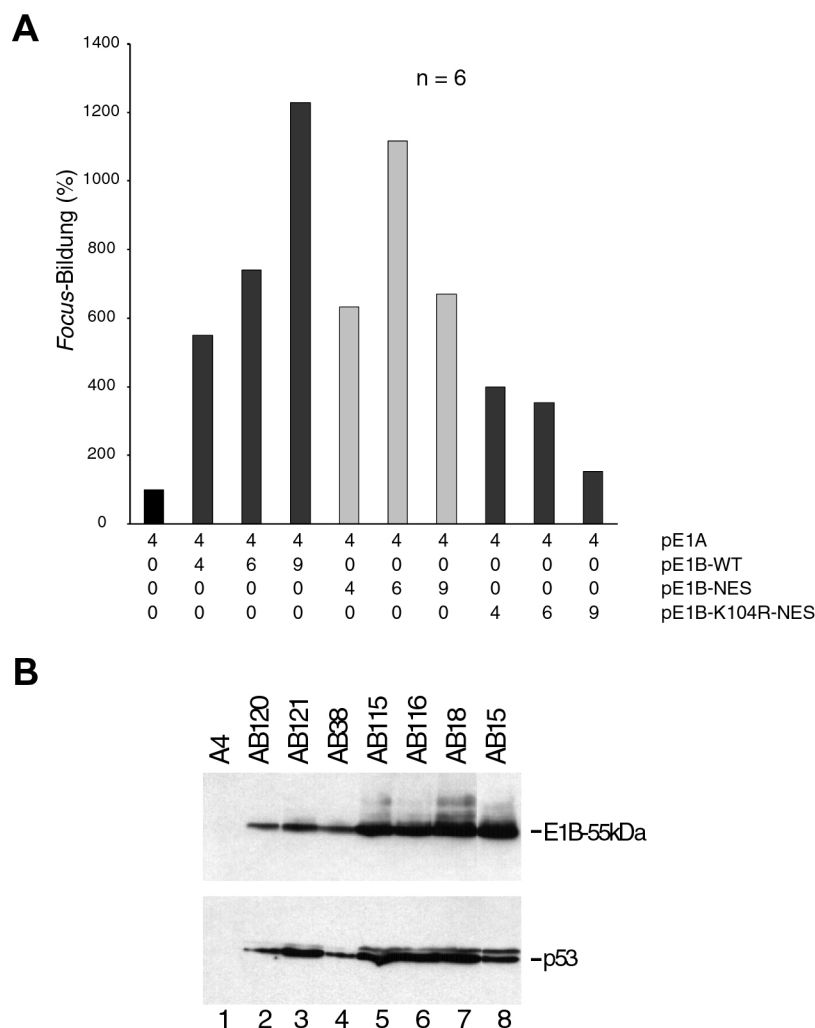 A
1400
n = 6
1200
1000
800
600
400
200
0
Focus-Bildung (%)
4 4 4 4 4 4 4 4 4 4 pE1A
0 4 6 9 0 0 0 0 0 0 pE1B-WT
0 0 0 0 4 6 9 0 0 0 pE1B-NES
0 0 0 0 0 0 0 4 6 9 pE1B-K104R-NES
B
A4 AB120 AB121 AB38 AB115 AB116 AB18 AB15
E1B-55kDa
p53
1 2 3 4 5 6 7 8